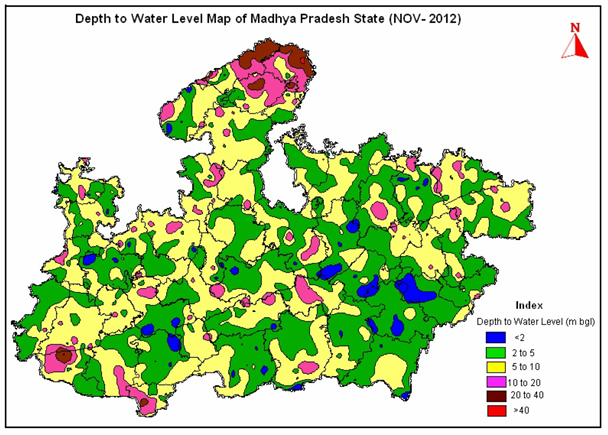 Depth to Water Level Map of Madhya Pradesh State (NOV- 2012)
N
Index
Depth to Water Level (m bgl)
<2
2 to 5
5 to 10
10 to 20
20 to 40
>40